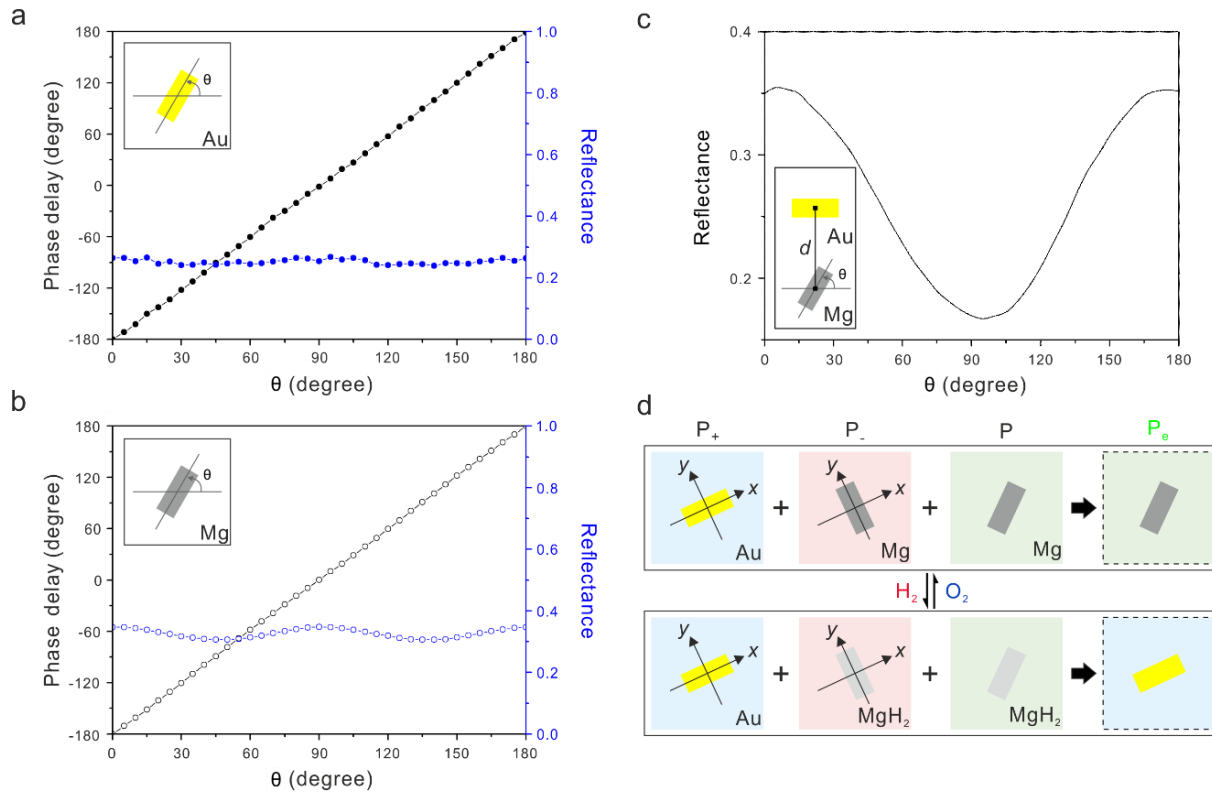 a
180
120
60
0
-60
-120
-180
Phase delay (degree)
1.0
0.8
0.6
0.4
0.2
0.0
Reflectance
θ
Au
0 30 60 90 120 150 180
θ (degree)
b
180
120
60
0
-60
-120
-180
Phase delay (degree)
1.0
0.8
0.6
0.4
0.2
0.0
Reflectance
θ
Mg
0 30 60 90 120 150 180
θ (degree)
c
0.4
0.3
0.2
Reflectance
Au
d
θ
Mg
0 30 60 90 120 150 180
θ (degree)
d
P+ P- P Pe
y x + y x + 
Au Mg Mg
H2 O2
y x + y x +
Au MgH2 MgH2